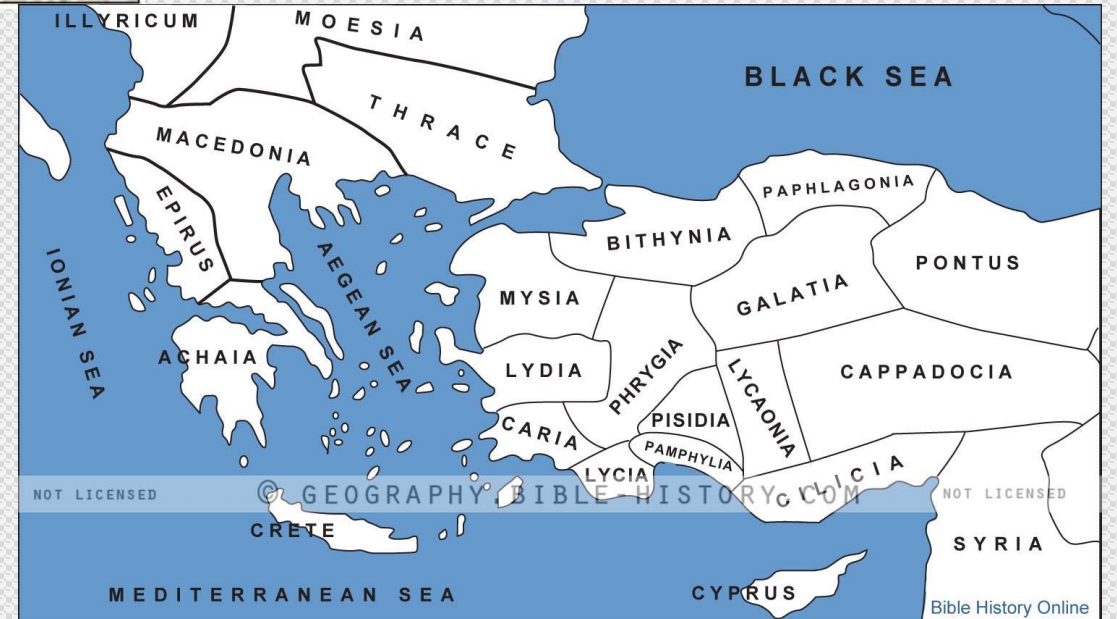 ILLYRICUM
MOESIA
BLACK SEA
THRACE
MACEDONIA
PAPHLAGONIA
EPIRUS
BITHYNIA
PONTUS
IONIAN SEA
AEGEAN SEA
MYSIA
GALATIA
ACHAIA
LYDIA
PHRYGIA
LYCAONIA
CAPPADOCIA
PISIDIA
CARIA
PAMPHYLIA
LYCIA
CILICIA
NOT LICENSED
© GEOGRAPHY.BIBLE-HISTORY.COM
NOT LICENSED
CRETE
SYRIA
MEDITERRANEAN SEA
CYPRUS
Bible History Online